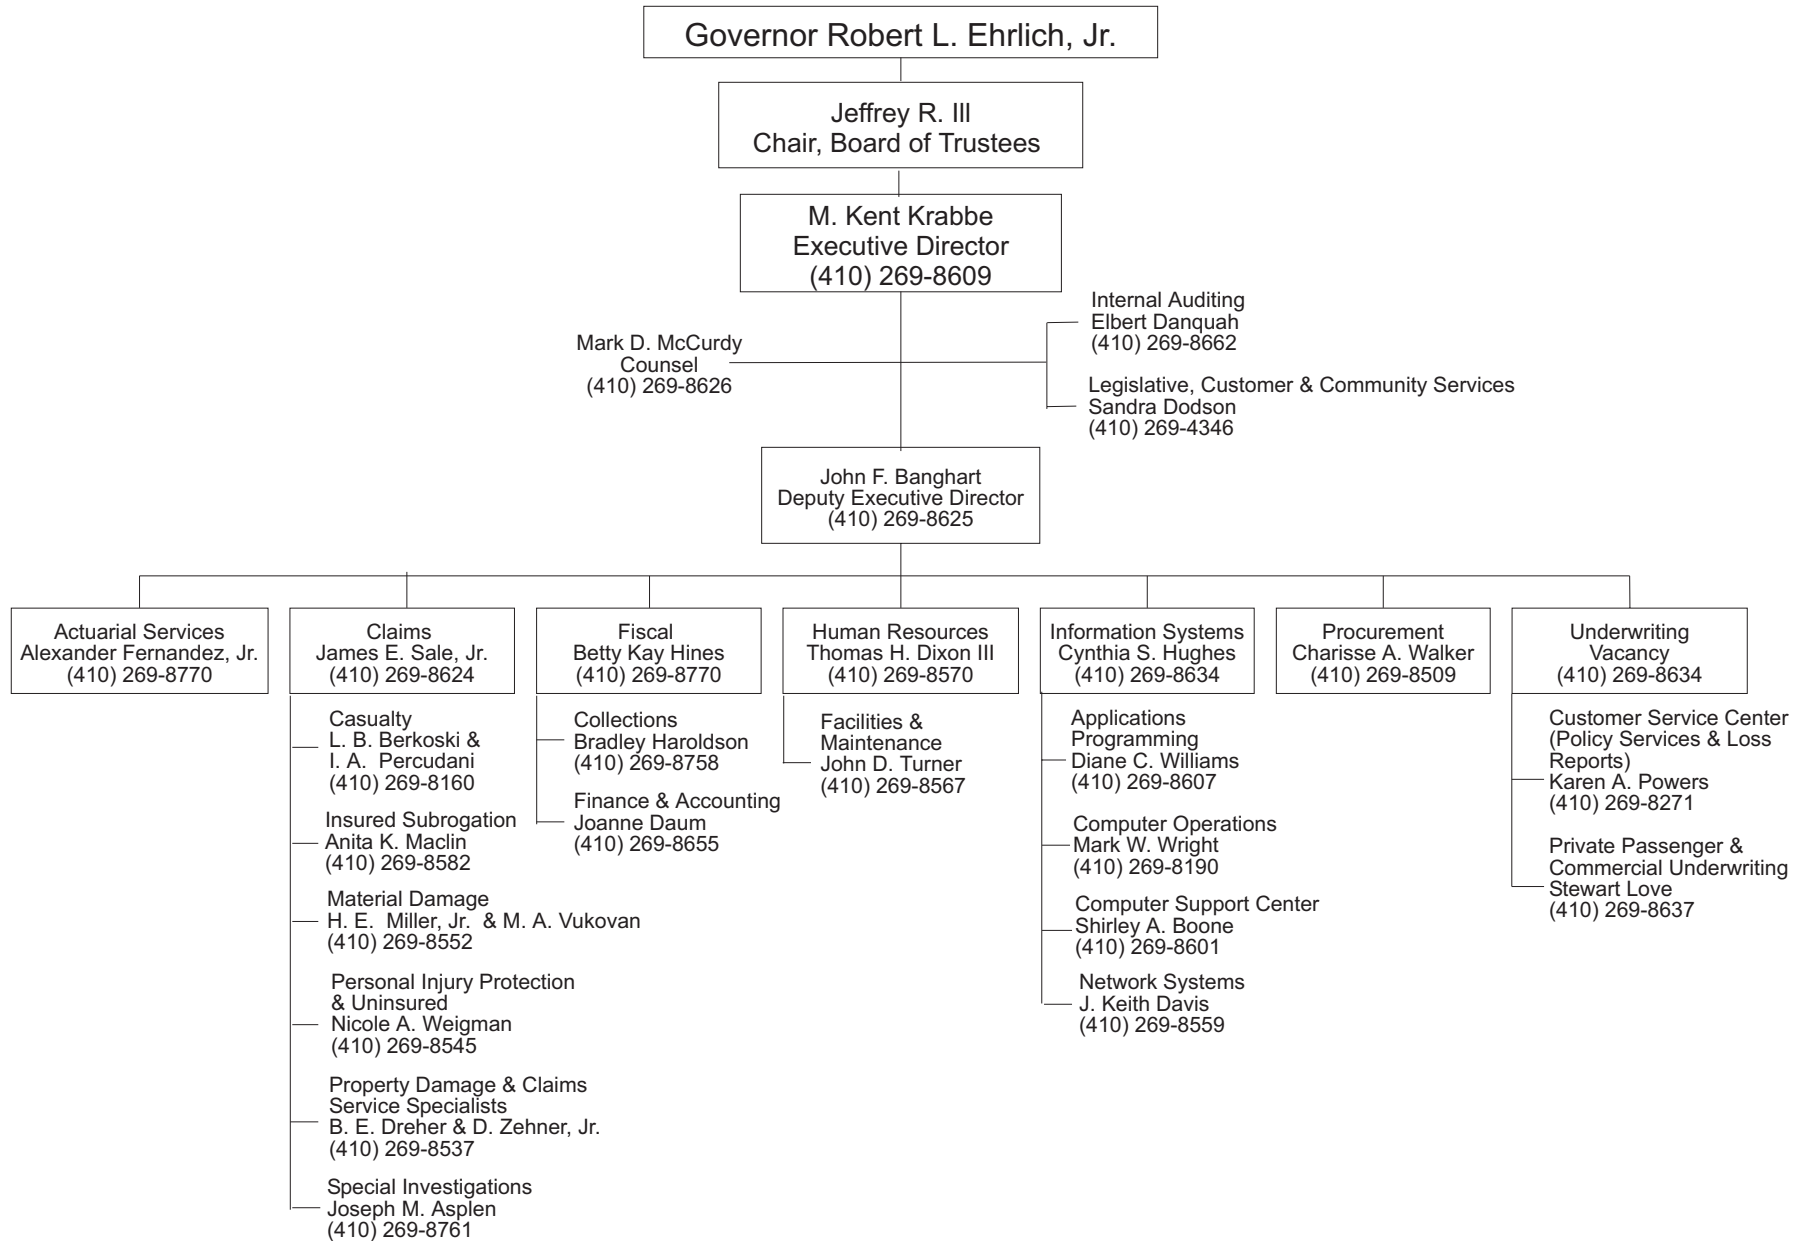 Governor Robert L. Ehrlich, Jr.
Jeffrey R. Ill
Chair, Board of Trustees
M. Kent Krabbe
Executive Director
(410) 269-8609
Mark D. McCurdy
Counsel
(410) 269-8626
Internal Auditing
Elbert Danquah
(410) 269-8662
Legislative, Customer & Community Services
Sandra Dodson
(410) 269-4346
John F. Banghart
Deputy Executive Director
(410) 269-8625
Actuarial Services
Alexander Fernandez, Jr.
(410) 269-8770
Claims
James E. Sale, Jr.
(410) 269-8624
Casualty
L. B. Berkoski &
I. A. Percudani
(410) 269-8160
Insured Subrogation
Anita K. Maclin
(410) 269-8582
Material Damage
H. E. Miller, Jr. & M. A. Vukovan
(410) 269-8552
Personal Injury Protection
& Uninsured
Nicole A. Weigman
(410) 269-8545
Property Damage & Claims
Service Specialists
B. E. Dreher & D. Zehner, Jr.
(410) 269-8537
Special Investigations
Joseph M. Asplen
(410) 269-8761
Fiscal
Betty Kay Hines
(410) 269-8770
Collections
Bradley Haroldson
(410) 269-8758
Finance & Accounting
Joanne Daum
(410) 269-8655
Human Resources
Thomas H. Dixon III
(410) 269-8570
Facilities &
Maintenance
John D. Turner
(410) 269-8567
Information Systems
Cynthia S. Hughes
(410) 269-8634
Applications
Programming
Diane C. Williams
(410) 269-8607
Computer Operations
Mark W. Wright
(410) 269-8190
Computer Support Center
Shirley A. Boone
(410) 269-8601
Network Systems
J. Keith Davis
(410) 269-8559
Procurement
Charisse A. Walker
(410) 269-8509
Underwriting
Vacancy
(410) 269-8634
Customer Service Center
(Policy Services & Loss
Reports)
Karen A. Powers
(410) 269-8271
Private Passenger &
Commercial Underwriting
Stewart Love
(410) 269-8637